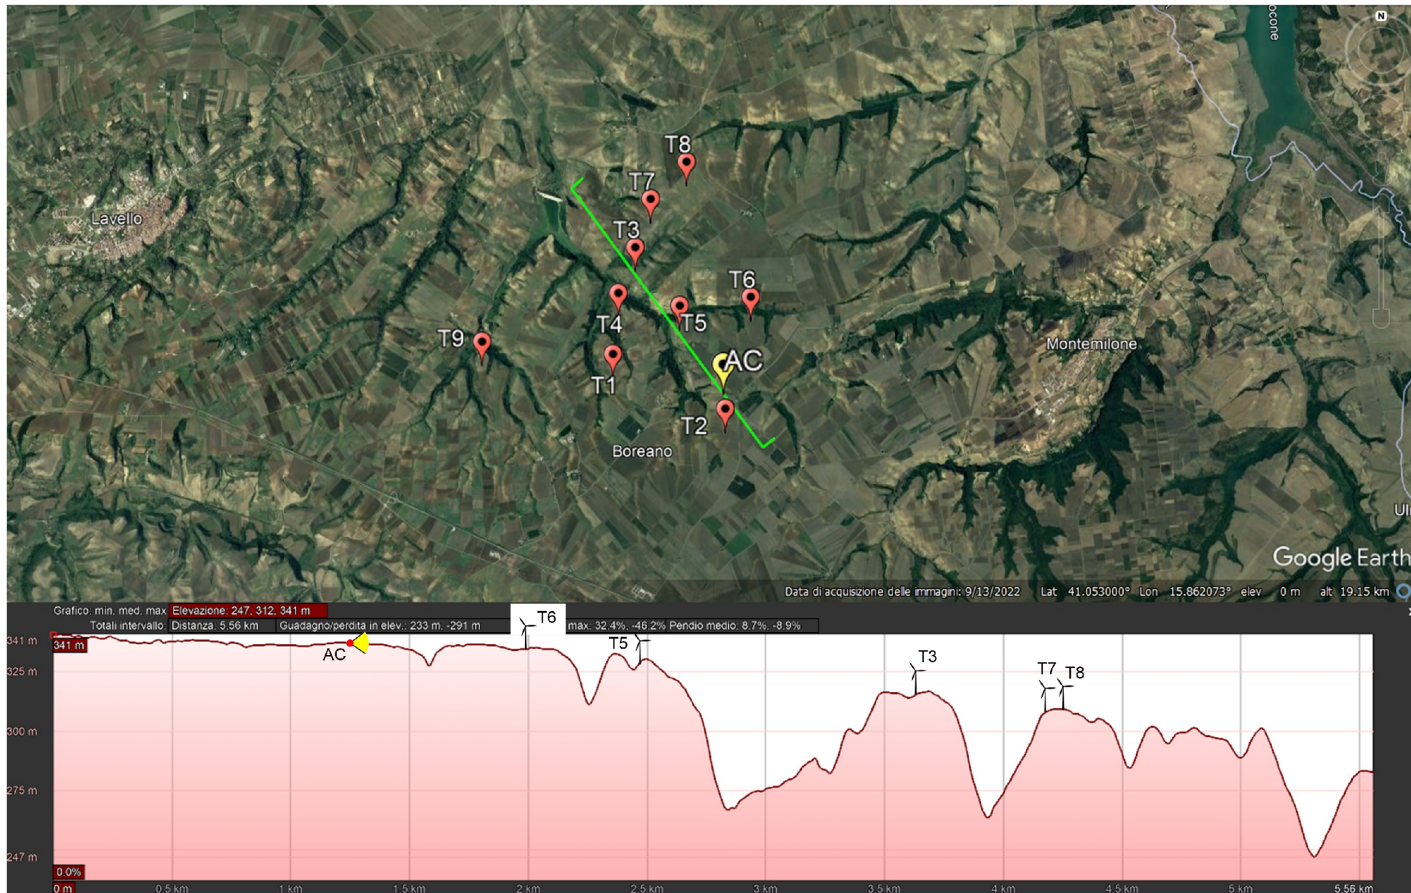 N
ocone
T8
T7
Lavello
T3
T6
T4
T5
T9
Montemilone
AC
T1
T2
Boreano
Google Earth
Data di acquisizione delle immagini: 9/13/2022 Lat 41.053000° Lon 15.862073° elev 0 m alt 19.15 km
Grafico: min, med, max Elevazione: 247, 312, 341 m
Totali intervallo: Distanza: 5.56 km Guadagno/perdita in elev.: 233 m, -291 m max: 32.4%, -46.2% Pendio medio: 8.7%, -8.9%
T6
341 m
341 m
AC
T5
T3
T7 T8
325 m
300 m
275 m
247 m
0.0%
0 m 0.5 km 1 km 1.5 km 2 km 2.5 km 3 km 3.5 km 4 km 4.5 km 5 km 5.56 km